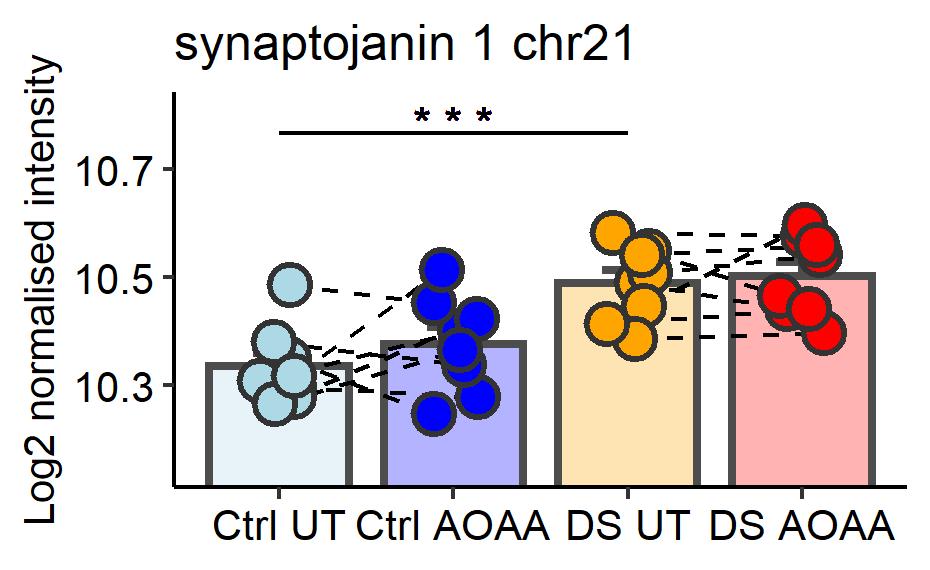 synaptojanin 1 chr21
* * *
Log2 normalised intensity
10.7
10.5
10.3
Ctrl UT Ctrl AOAA DS UT DS AOAA